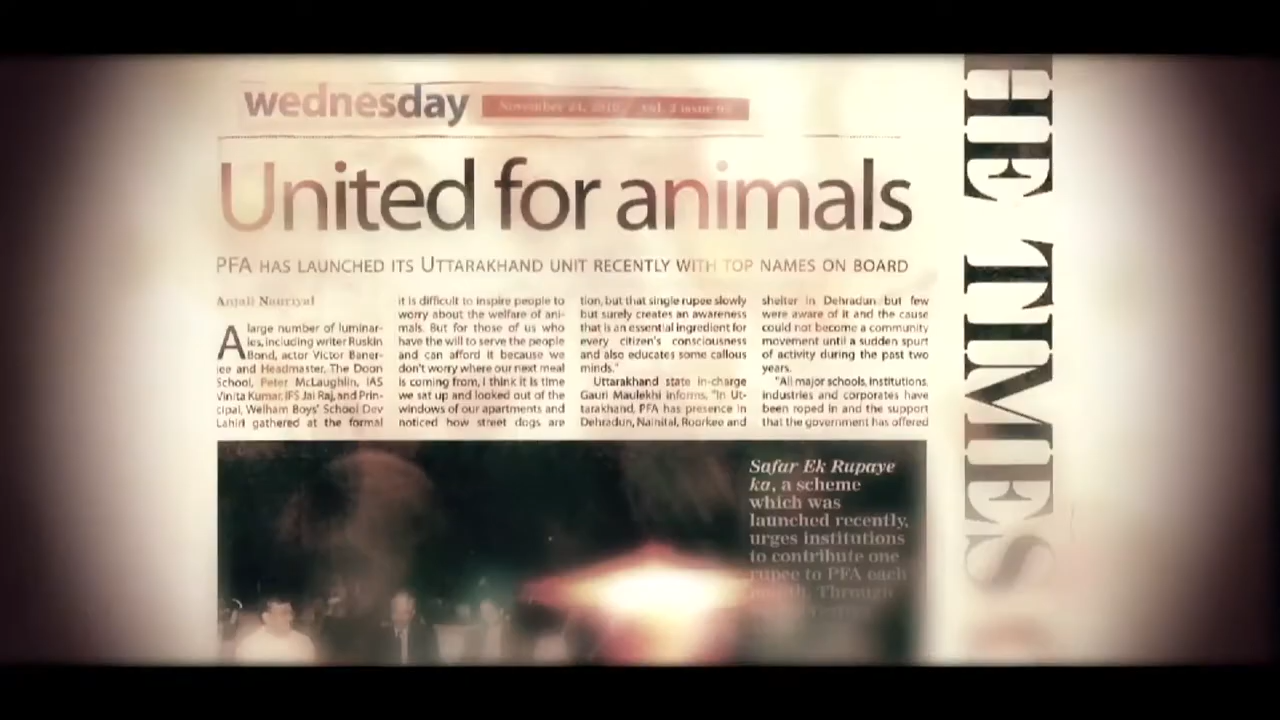 wednesday
November 24, 2010 Vol. 2 issue
United for animals
PFA HAS LAUNCHED ITS UTTARAKHAND UNIT RECENTLY WITH TOP NAMES ON BOARD
Anjali Nauriyal
A large number of luminar-
ies, including writer Ruskin
Bond, actor Victor Baner-
jee and Headmaster, The Doon
School, Peter McLaughlin, IAS
Vinita Kumar, IFS Jai Raj, and Prin-
cipal, Welham Boys' School Dev
Lahiri gathered at the formal
it is difficult to inspire people to
worry about the welfare of ani-
mals. But for those of us who
have the will to serve the people
and can afford it because we
don't worry where our next meal
is coming from, I think it is time
we sat up and looked out of the
windows of our apartments and
noticed how street dogs are
tion, but that single rupee slowly
but surely creates an awareness
that is an essential ingredient for
every citizen's consciousness
and also educates some callous
minds."
Uttarakhand state in-charge
Gauri Maulekhi informs, "In Ut-
tarakhand, PFA has presence in
Dehradun, Nainital, Roorkee and
shelter in Dehradun but few
were aware of it and the cause
could not become a community
movement until a sudden spurt
of activity during the past two
years.
"All major schools, institutions,
industries and corporates have
been roped in and the support
that the government has offered
Safar Ek Rupaye
ka, a scheme
which was
launched recently,
urges institutions
to contribute one
rupee to PFA each
month. Through
HE TIMES